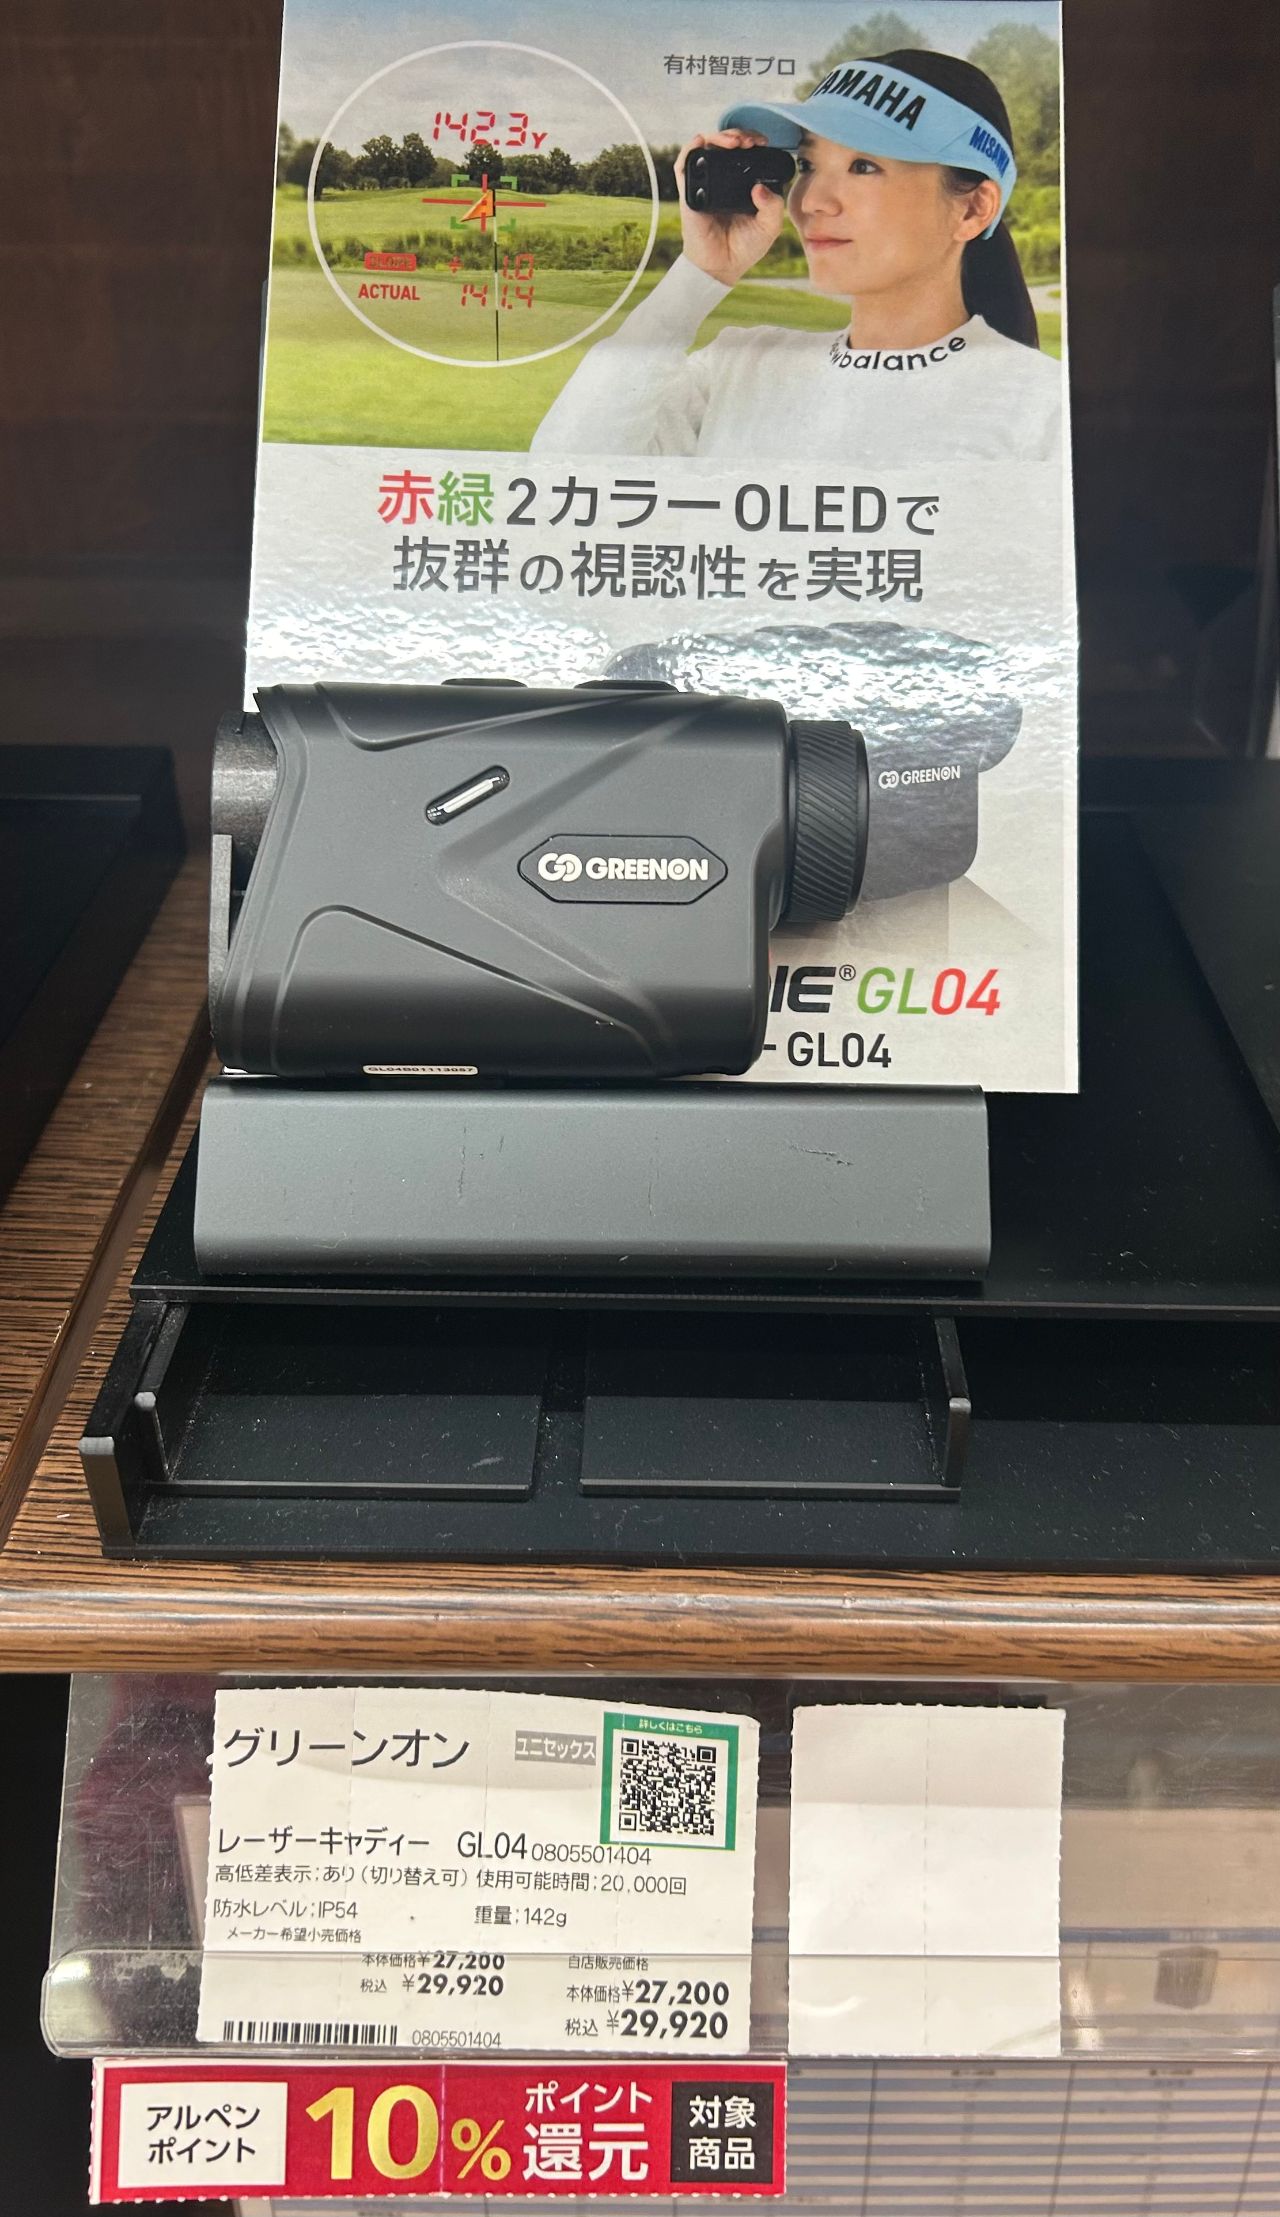 有村智恵プロ
YAMAHA
MISAWA
142.3Y
SLOPE + 1.0
ACTUAL 141.4
balance
赤緑2カラーOLEDで
抜群の視認性を実現
GREENON
GREENON
IE®GL04
GL04
グリーンオン
ユニセックス
詳しくはこちら
レーザーキャディー GL04 0805501404
高低差表示:あり(切り替え可) 使用可能時間:20,000回
防水レベル:IP54 重量:142g
メーカー希望小売価格
本体価格¥27,200
税込 ¥29,920
自店販売価格
本体価格¥27,200
税込 ¥29,920
0805501404
アルペン
ポイント
10%
ポイント
還元
対象
商品